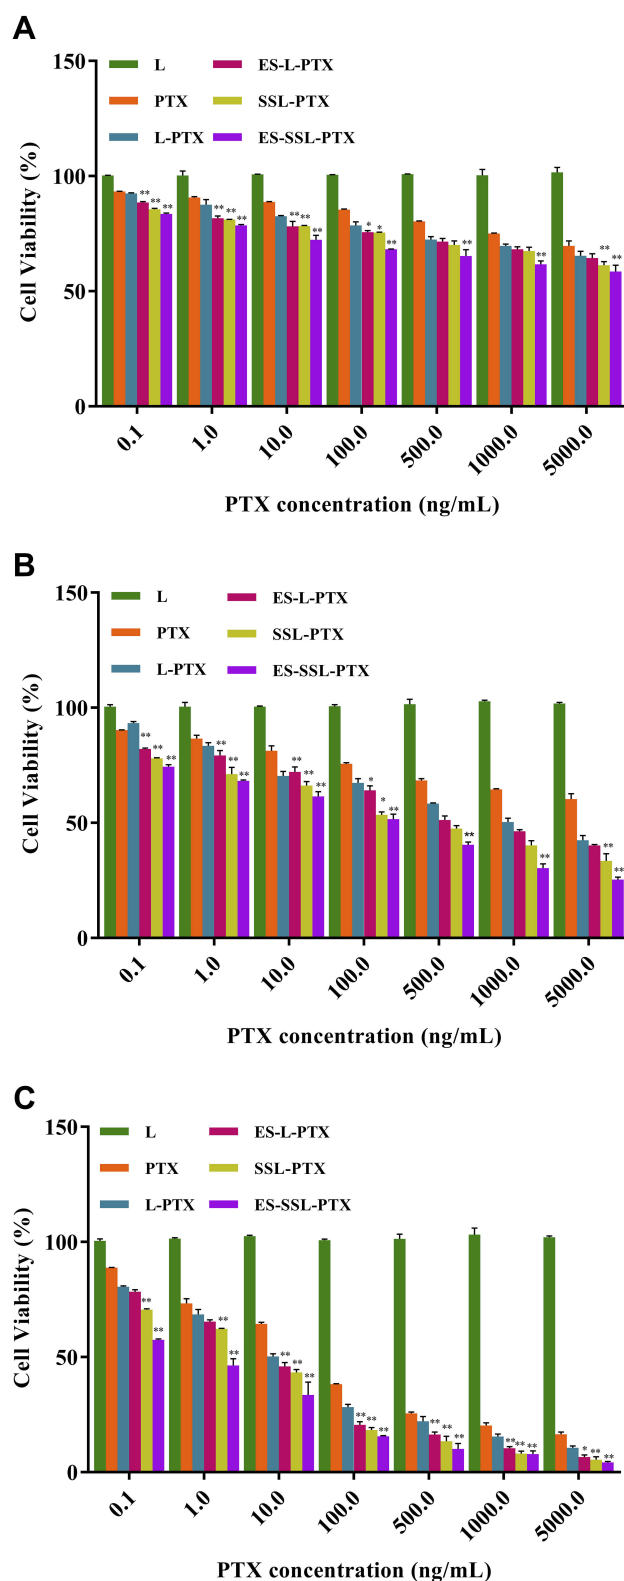 A
150
100
50
0
Cell Viability (%)
L
PTX
L-PTX
ES-L-PTX
SSL-PTX
ES-SSL-PTX
** ** **
** * **
** * **
* * **
**
**
** **
0.1 1.0 10.0 100.0 500.0 1000.0 5000.0
PTX concentration (ng/mL)
B
150
100
50
0
Cell Viability (%)
L
PTX
L-PTX
ES-L-PTX
SSL-PTX
ES-SSL-PTX
** ** **
** ** **
** ** **
* * **
**
**
** **
0.1 1.0 10.0 100.0 500.0 1000.0 5000.0
PTX concentration (ng/mL)
C
150
100
50
0
Cell Viability (%)
L
PTX
L-PTX
ES-L-PTX
SSL-PTX
ES-SSL-PTX
** **
** **
** ** **
** ** **
** ** **
** ** **
* ** **
0.1 1.0 10.0 100.0 500.0 1000.0 5000.0
PTX concentration (ng/mL)